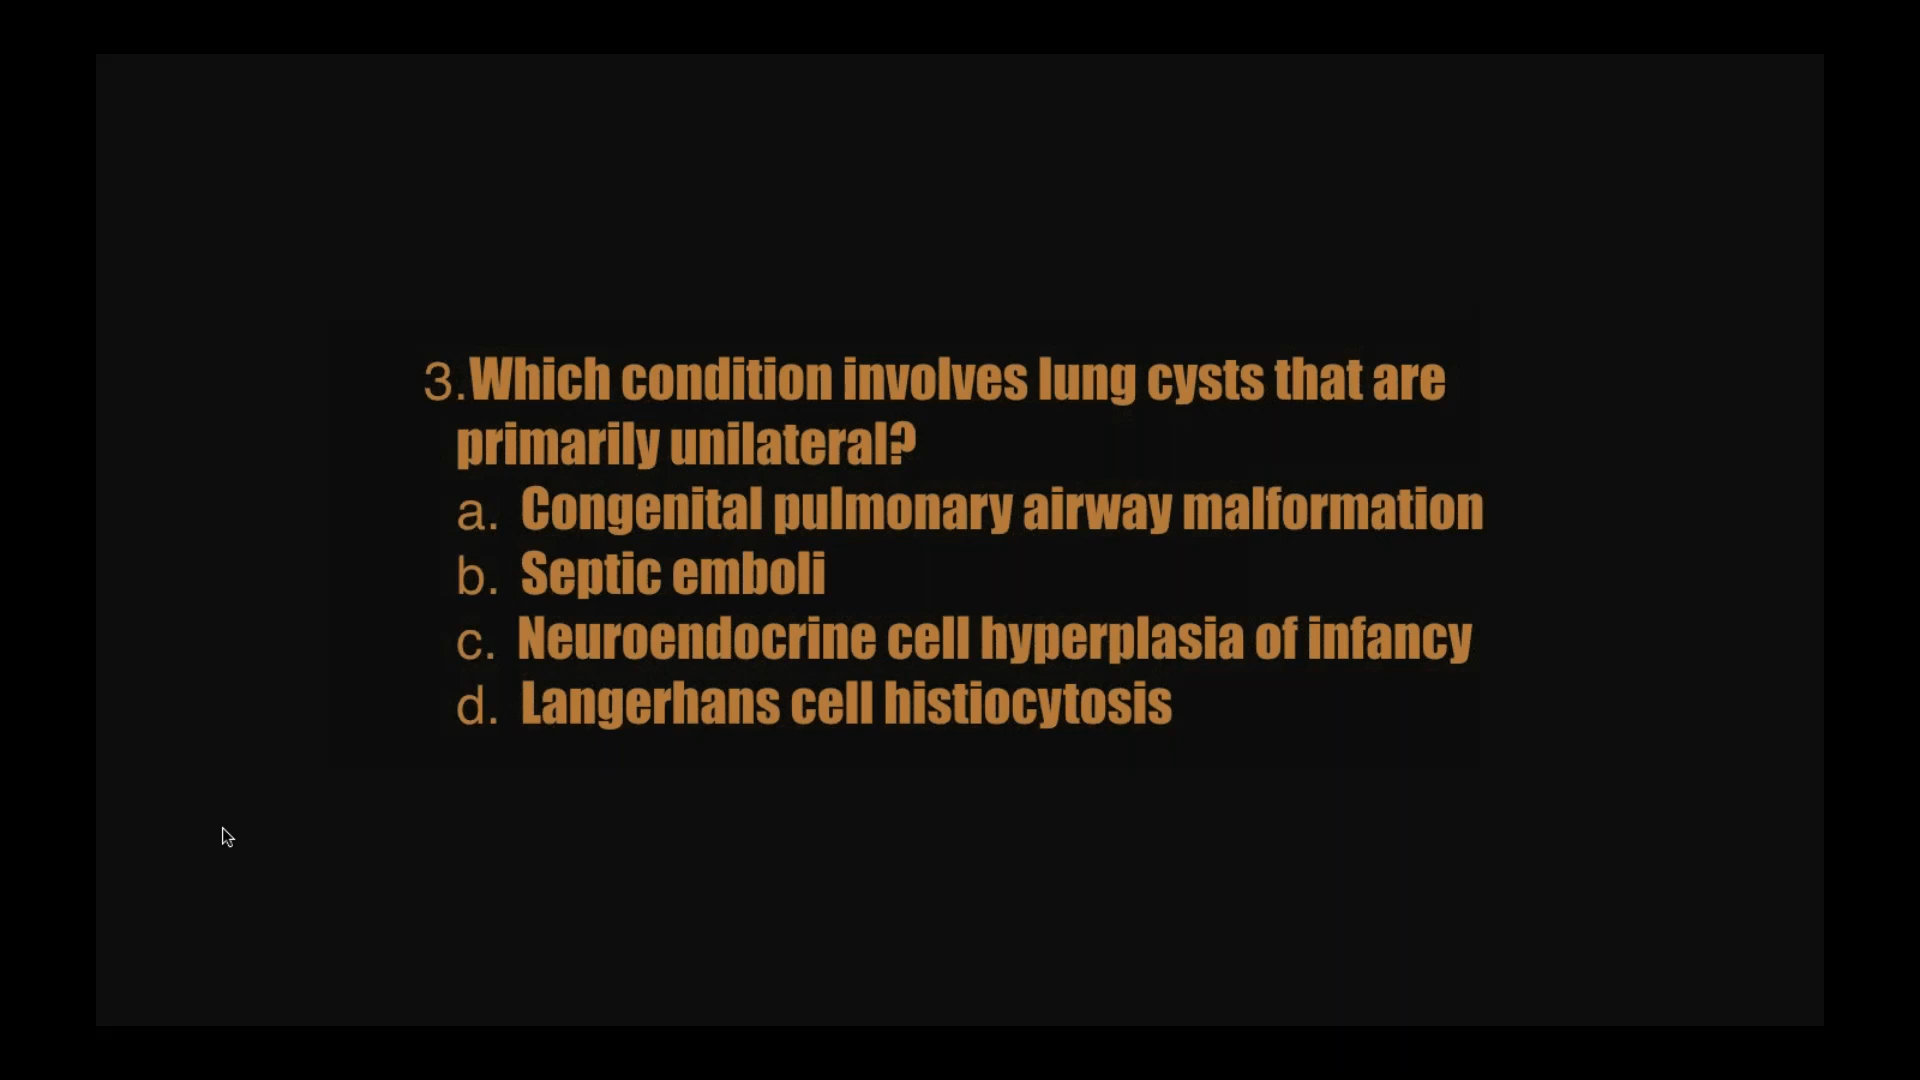 3.Which condition involves lung cysts that are
primarily unilateral?
a. Congenital pulmonary airway malformation
b. Septic emboli
c. Neuroendocrine cell hyperplasia of infancy
d. Langerhans cell histiocytosis